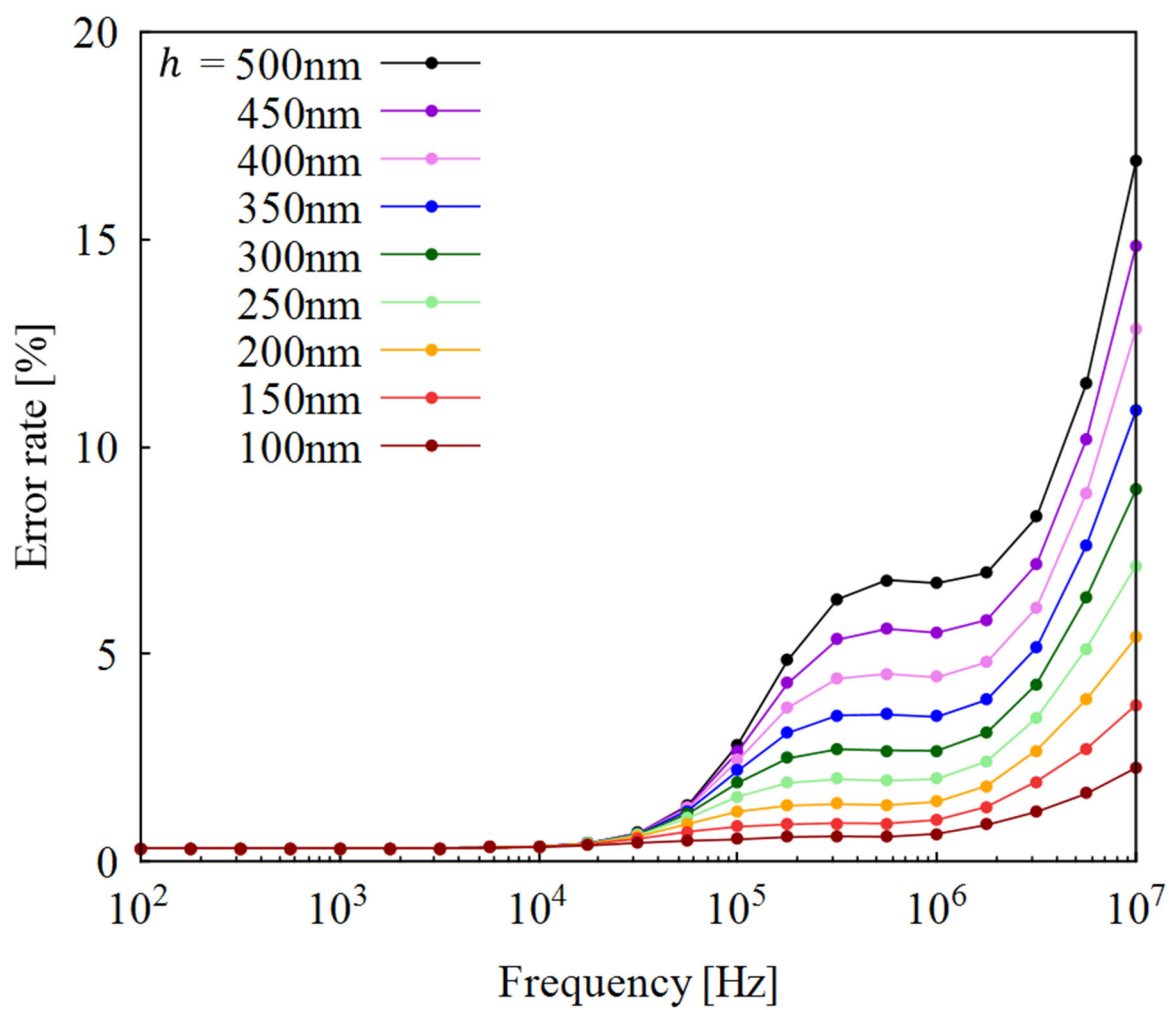 20
h = 500nm
450nm
400nm
350nm
300nm
250nm
200nm
150nm
100nm
15
10
5
0
Error rate [%]
10² 10³ 10⁴ 10⁵ 10⁶ 10⁷
Frequency [Hz]